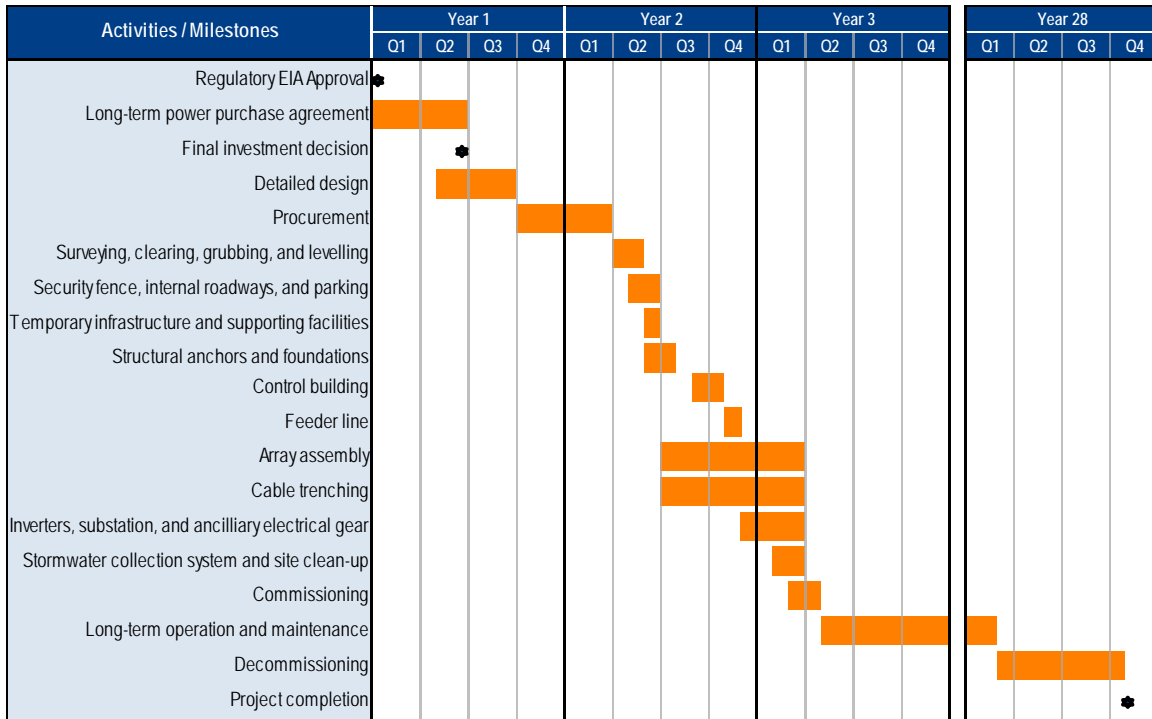 Activities / Milestones
Year 1 Year 2 Year 3 Year 28
Q1 Q2 Q3 Q4 Q1 Q2 Q3 Q4 Q1 Q2 Q3 Q4 Q1 Q2 Q3 Q4
Regulatory EIA Approval
Long-term power purchase agreement
Final investment decision
Detailed design
Procurement
Surveying, clearing, grubbing, and levelling
Security fence, internal roadways, and parking
Temporary infrastructure and supporting facilities
Structural anchors and foundations
Control building
Feeder line
Array assembly
Cable trenching
Inverters, substation, and ancilliary electrical gear
Stormwater collection system and site clean-up
Commissioning
Long-term operation and maintenance
Decommissioning
Project completion